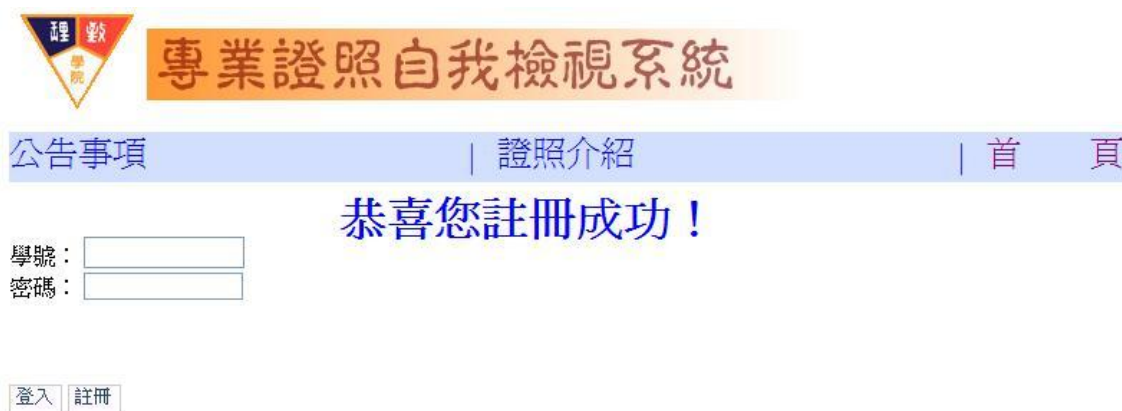 理數
學院
專業證照自我檢視系統
公告事項 | 證照介紹 | 首 頁
恭喜您註冊成功！
學號：
密碼：
登入 註冊